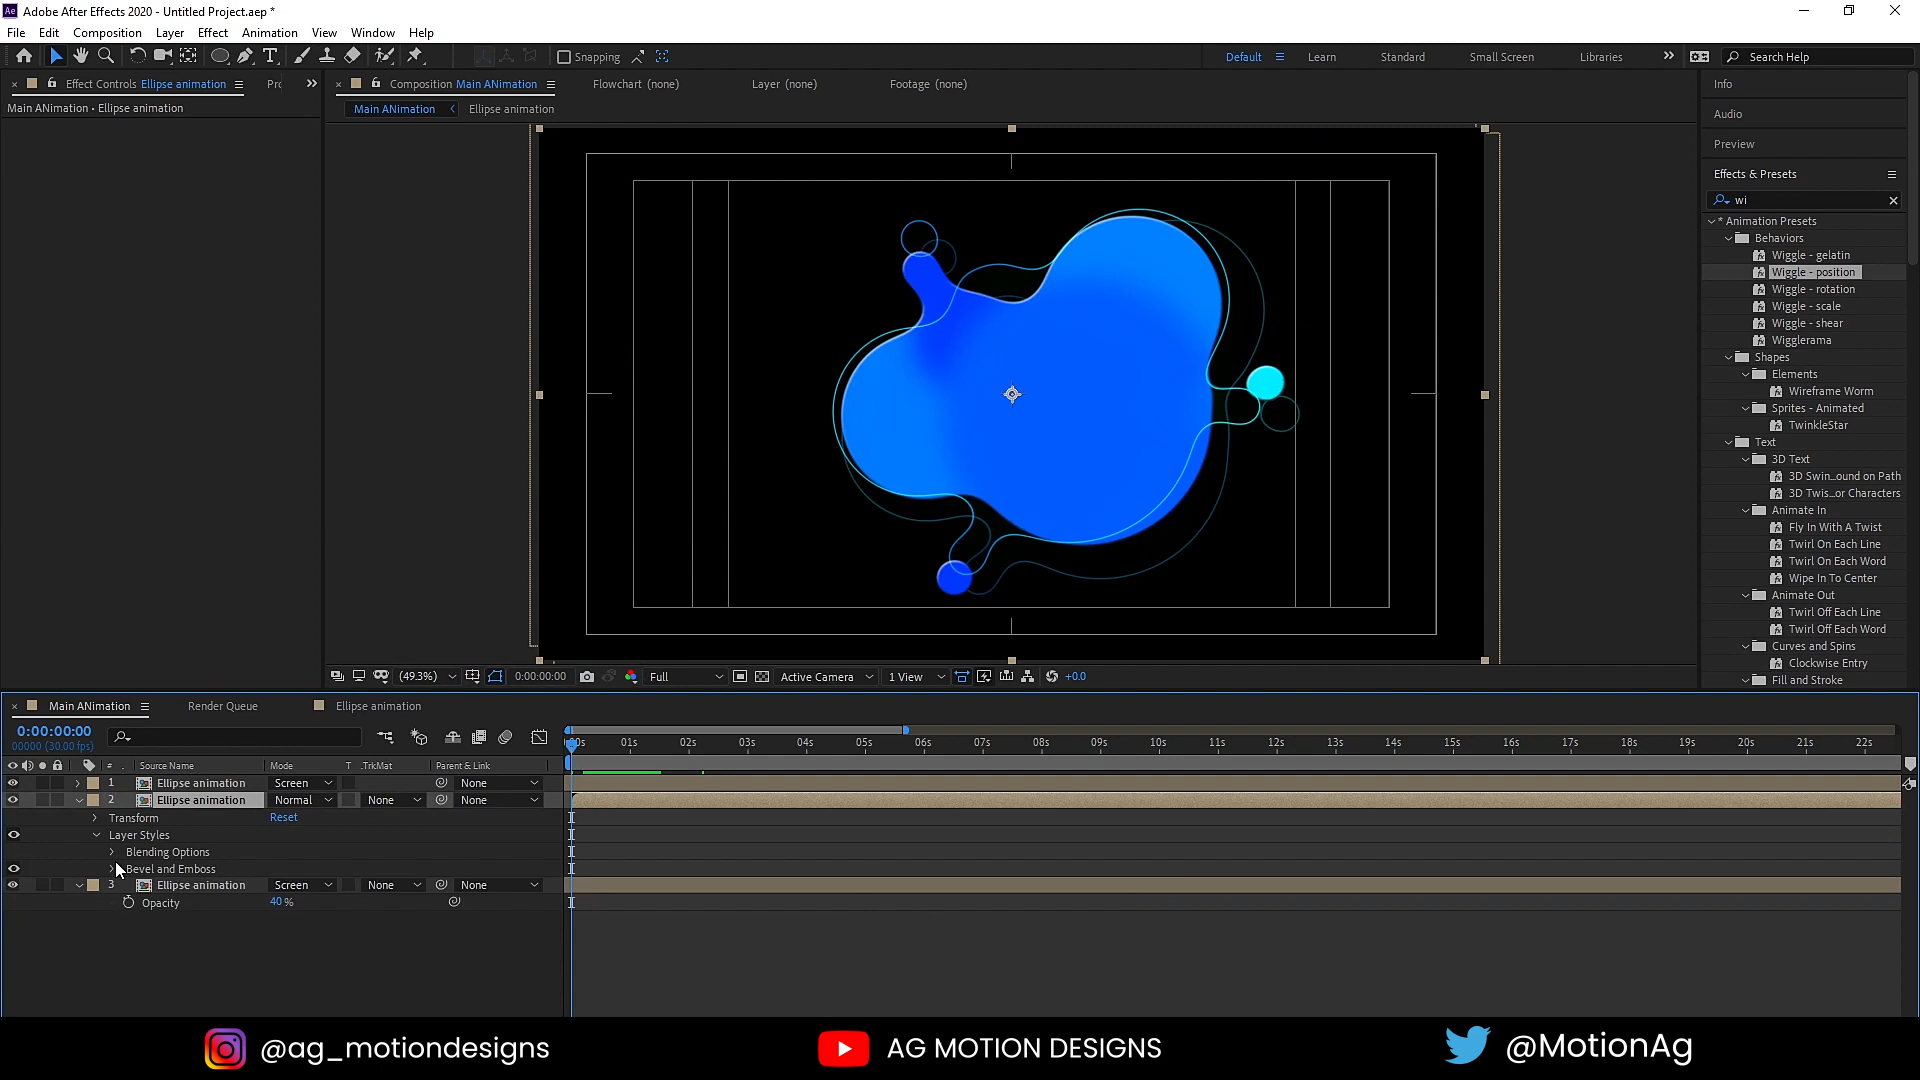 Ae Adobe After Effects 2020 - Untitled Project.aep *
File Edit Composition Layer Effect Animation View Window Help
Snapping Default Learn Standard Small Screen Libraries Search Help
Effect Controls Ellipse animation
Composition Main ANimation Flowchart (none) Layer (none) Footage (none)
Main ANimation • Ellipse animation
Main ANimation Ellipse animation
Info
Audio
Preview
Effects & Presets
wi
* Animation Presets
Behaviors
Wiggle - gelatin
Wiggle - position
Wiggle - rotation
Wiggle - scale
Wiggle - shear
Wigglerama
Shapes
Elements
Wireframe Worm
Sprites - Animated
TwinkleStar
Text
3D Text
3D Swin...ound on Path
3D Twis...or Characters
Animate In
Fly In With A Twist
Twirl On Each Line
Twirl On Each Word
Wipe In To Center
Animate Out
Twirl Off Each Line
Twirl Off Each Word
Curves and Spins
Clockwise Entry
Fill and Stroke
(49.3%) 0:00:00:00 Full Active Camera 1 View +0.0
Main ANimation Render Queue Ellipse animation
0:00:00:00
00000 (30.00 fps)
01s 02s 03s 04s 05s 06s 07s 08s 09s 10s 11s 12s 13s 14s 15s 16s 17s 18s 19s 20s 21s 22s
# Source Name Mode T .TrkMat Parent & Link
1 Ellipse animation Screen None
2 Ellipse animation Normal None None
Transform Reset
Layer Styles
Blending Options
Bevel and Emboss
3 Ellipse animation Screen None None
Opacity 40 %
@ag_motiondesigns AG MOTION DESIGNS @MotionAg